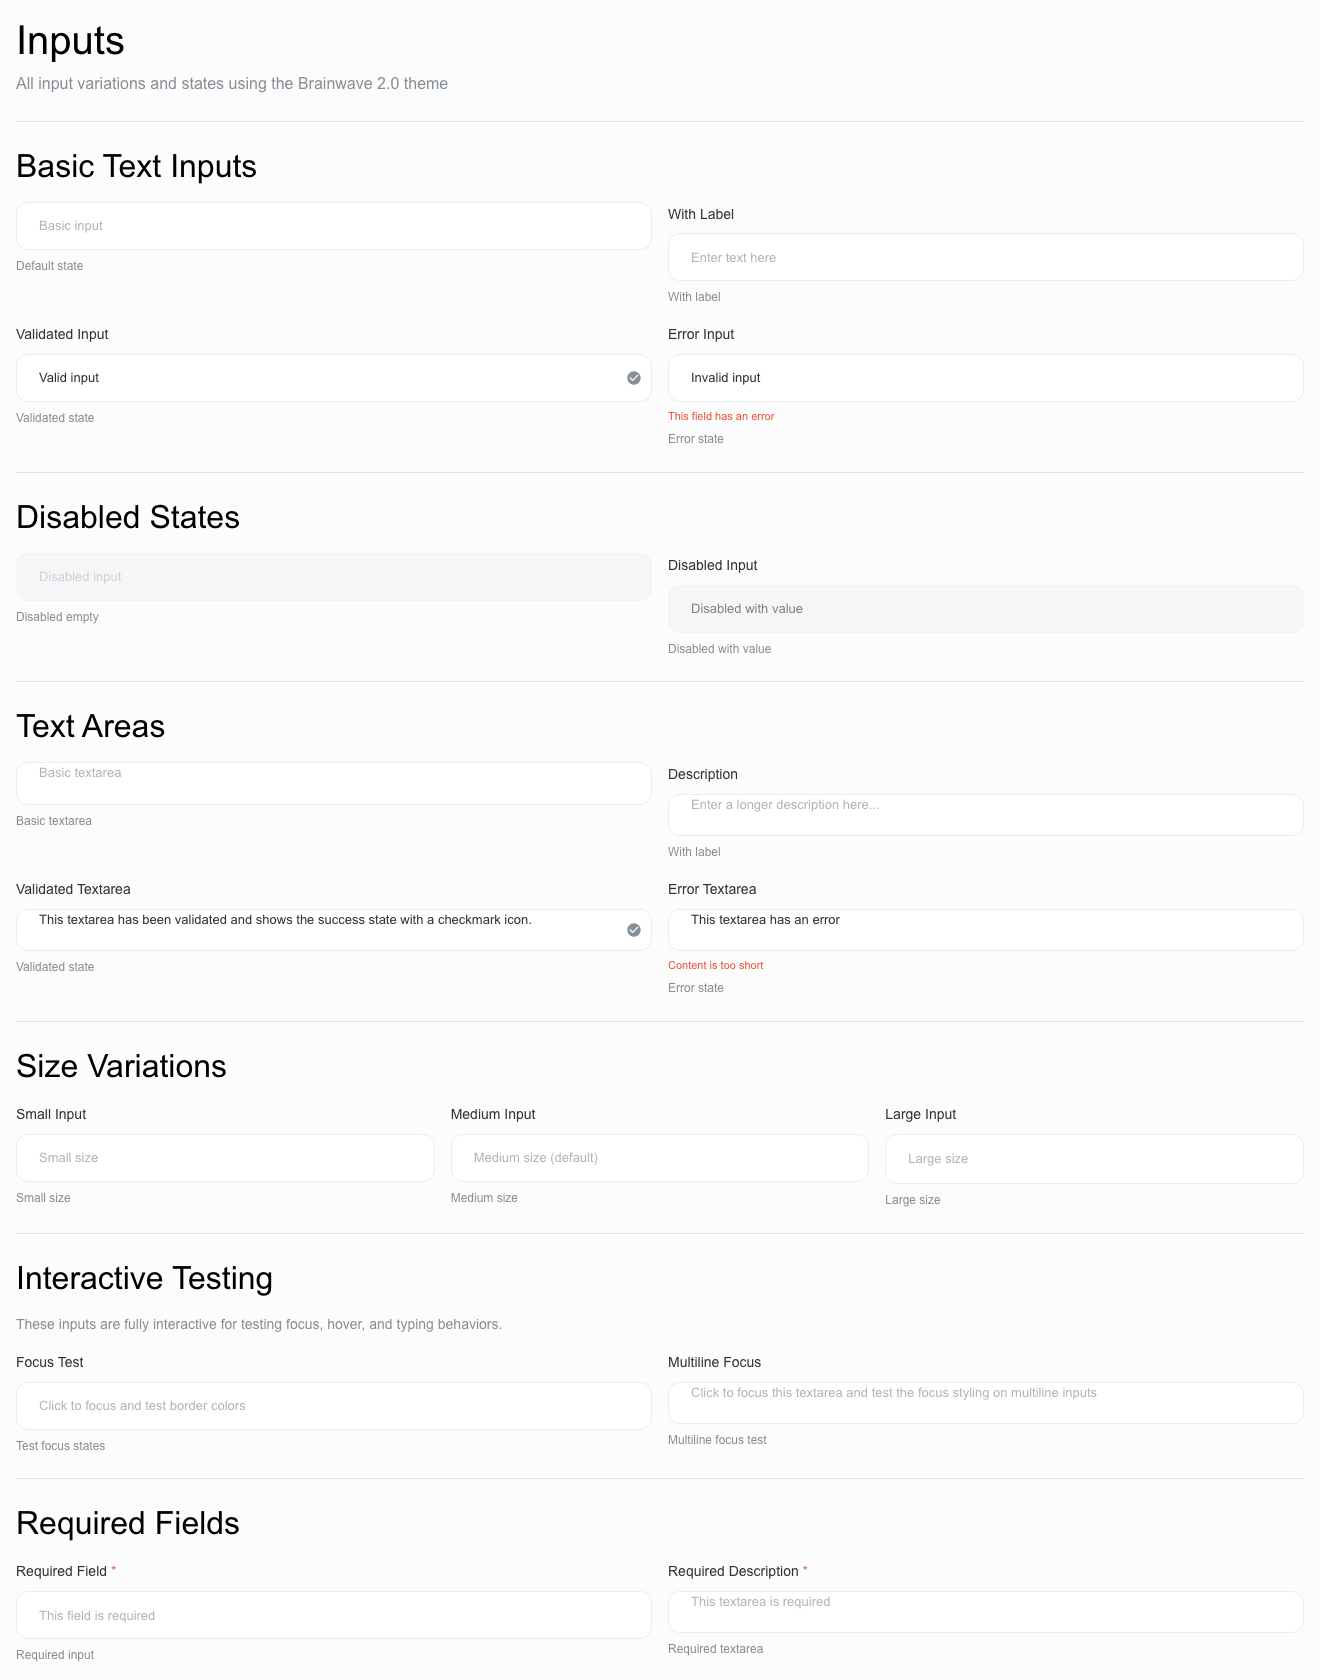 Inputs
All input variations and states using the Brainwave 2.0 theme
Basic Text Inputs
Basic input
Default state
With Label
Enter text here
With label
Validated Input
Valid input
Validated state
Error Input
Invalid input
This field has an error
Error state
Disabled States
Disabled input
Disabled empty
Disabled Input
Disabled with value
Disabled with value
Text Areas
Basic textarea
Basic textarea
Description
Enter a longer description here...
With label
Validated Textarea
This textarea has been validated and shows the success state with a checkmark icon.
Validated state
Error Textarea
This textarea has an error
Content is too short
Error state
Size Variations
Small Input
Small size
Small size
Medium Input
Medium size (default)
Medium size
Large Input
Large size
Large size
Interactive Testing
These inputs are fully interactive for testing focus, hover, and typing behaviors.
Focus Test
Click to focus and test border colors
Test focus states
Multiline Focus
Click to focus this textarea and test the focus styling on multiline inputs
Multiline focus test
Required Fields
Required Field *
This field is required
Required input
Required Description *
This textarea is required
Required textarea